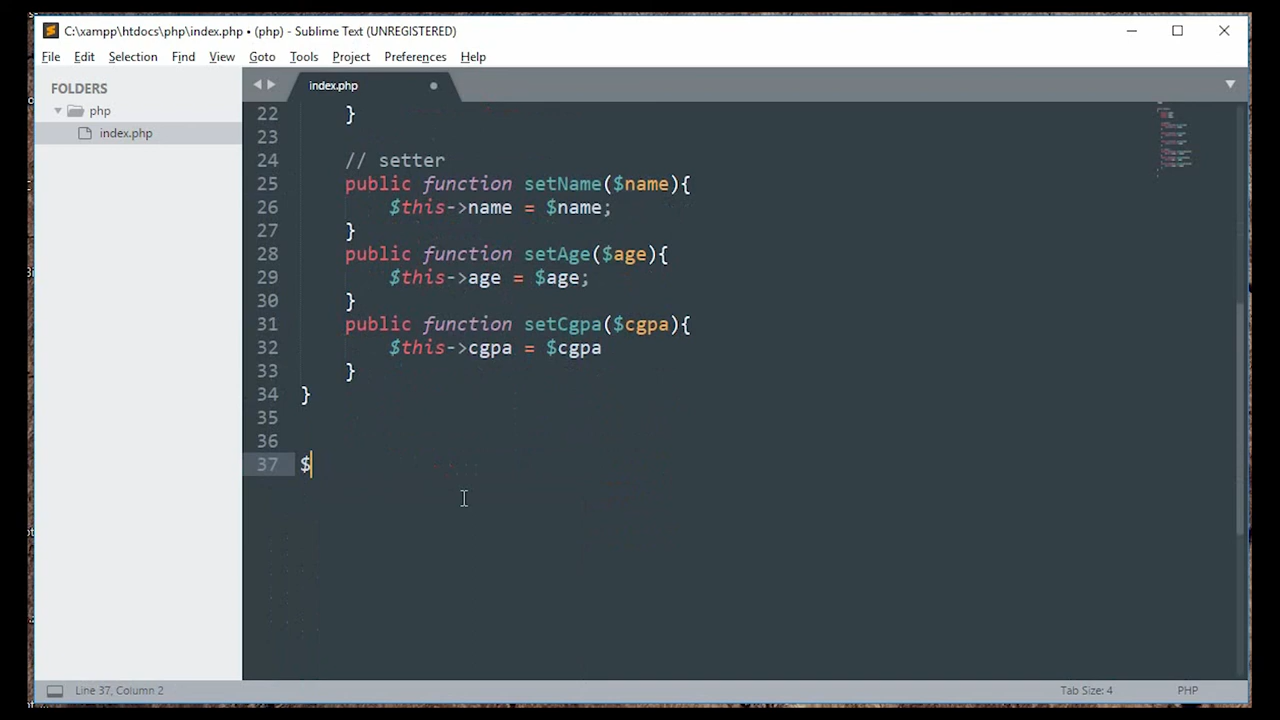 C:\xampp\htdocs\php\index.php • (php) - Sublime Text (UNREGISTERED)
File Edit Selection Find View Goto Tools Project Preferences Help
FOLDERS
php
index.php
index.php
22 }
23
24 // setter
25 public function setName($name){
26 $this->name = $name;
27 }
28 public function setAge($age){
29 $this->age = $age;
30 }
31 public function setCgpa($cgpa){
32 $this->cgpa = $cgpa
33 }
34 }
35
36
37 $
Line 37, Column 2 Tab Size: 4 PHP